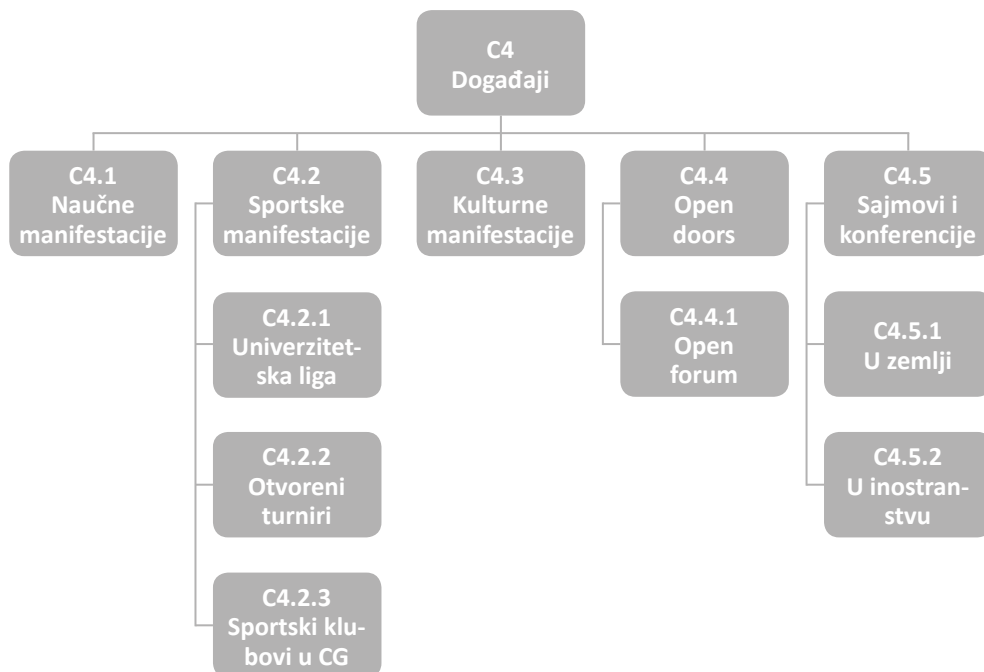 C4
Događaji
C4.1
Naučne
manifestacije
C4.2
Sportske
manifestacije
C4.3
Kulturne
manifestacije
C4.4
Open
doors
C4.5
Sajmovi i
konferencije
C4.2.1
Univerzitet-
ska liga
C4.4.1
Open
forum
C4.5.1
U zemlji
C4.2.2
Otvoreni
turniri
C4.5.2
U inostran-
stvu
C4.2.3
Sportski klu-
bovi u CG